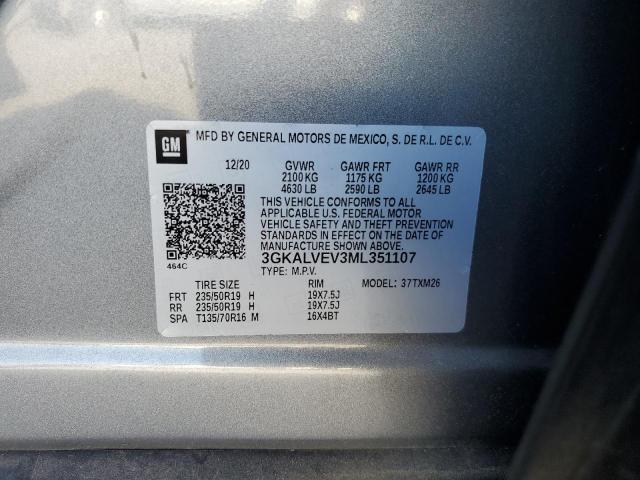 GM
MFD BY GENERAL MOTORS DE MEXICO, S. DE R.L. DE C.V.
12/20 GVWR GAWR FRT GAWR RR
2100 KG 1175 KG 1200 KG
4630 LB 2590 LB 2645 LB
THIS VEHICLE CONFORMS TO ALL
APPLICABLE U.S. FEDERAL MOTOR
VEHICLE SAFETY AND THEFT PREVENTION
STANDARDS IN EFFECT ON THE DATE OF
MANUFACTURE SHOWN ABOVE.
464C 3GKALVEV3ML351107
TYPE: M.P.V.
TIRE SIZE RIM MODEL: 37TXM26
FRT 235/50R19 H 19X7.5J
RR 235/50R19 H 19X7.5J
SPA T135/70R16 M 16X4BT